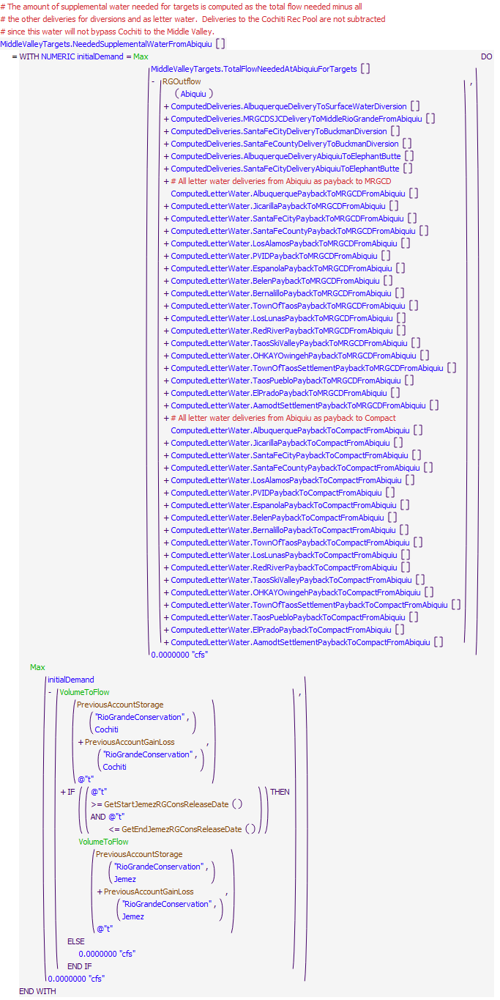 # The amount of supplemental water needed for targets is computed as the total flow needed minus all
# the other deliveries for diversions and as letter water.  Deliveries to the Cochiti Rec Pool are not subtracted
# since this water will not bypass Cochiti to the Middle Valley.
MiddleValleyTargets.NeededSupplementalWaterFromAbiquiu []
= WITH NUMERIC initialDemand = Max DO
MiddleValleyTargets.TotalFlowNeededAtAbiquiuForTargets []
- RGOutflow ,
( Abiquiu )
+ ComputedDeliveries.AlbuquerqueDeliveryToSurfaceWaterDiversion []
+ ComputedDeliveries.MRGCDSJCDeliveryToMiddleRioGrandeFromAbiquiu []
+ ComputedDeliveries.SantaFeCityDeliveryToBuckmanDiversion []
+ ComputedDeliveries.SantaFeCountyDeliveryToBuckmanDiversion []
+ ComputedDeliveries.AlbuquerqueDeliveryAbiquiuToElephantButte []
+ ComputedDeliveries.SantaFeCityDeliveryAbiquiuToElephantButte []
+ # All letter water deliveries from Abiquiu as payback to MRGCD
ComputedLetterWater.AlbuquerquePaybackToMRGCDFromAbiquiu []
+ ComputedLetterWater.JicarillaPaybackToMRGCDFromAbiquiu []
+ ComputedLetterWater.SantaFeCityPaybackToMRGCDFromAbiquiu []
+ ComputedLetterWater.SantaFeCountyPaybackToMRGCDFromAbiquiu []
+ ComputedLetterWater.LosAlamosPaybackToMRGCDFromAbiquiu []
+ ComputedLetterWater.PVIDPaybackToMRGCDFromAbiquiu []
+ ComputedLetterWater.EspanolaPaybackToMRGCDFromAbiquiu []
+ ComputedLetterWater.BelenPaybackToMRGCDFromAbiquiu []
+ ComputedLetterWater.BernalilloPaybackToMRGCDFromAbiquiu []
+ ComputedLetterWater.TownOfTaosPaybackToMRGCDFromAbiquiu []
+ ComputedLetterWater.LosLunasPaybackToMRGCDFromAbiquiu []
+ ComputedLetterWater.RedRiverPaybackToMRGCDFromAbiquiu []
+ ComputedLetterWater.TaosSkiValleyPaybackToMRGCDFromAbiquiu []
+ ComputedLetterWater.OHKAYOwingehPaybackToMRGCDFromAbiquiu []
+ ComputedLetterWater.TownOfTaosSettlementPaybackToMRGCDFromAbiquiu []
+ ComputedLetterWater.TaosPuebloPaybackToMRGCDFromAbiquiu []
+ ComputedLetterWater.ElPradoPaybackToMRGCDFromAbiquiu []
+ ComputedLetterWater.AamodtSettlementPaybackToMRGCDFromAbiquiu []
+ # All letter water deliveries from Abiquiu as payback to Compact
ComputedLetterWater.AlbuquerquePaybackToCompactFromAbiquiu []
+ ComputedLetterWater.JicarillaPaybackToCompactFromAbiquiu []
+ ComputedLetterWater.SantaFeCityPaybackToCompactFromAbiquiu []
+ ComputedLetterWater.SantaFeCountyPaybackToCompactFromAbiquiu []
+ ComputedLetterWater.LosAlamosPaybackToCompactFromAbiquiu []
+ ComputedLetterWater.PVIDPaybackToCompactFromAbiquiu []
+ ComputedLetterWater.EspanolaPaybackToCompactFromAbiquiu []
+ ComputedLetterWater.BelenPaybackToCompactFromAbiquiu []
+ ComputedLetterWater.BernalilloPaybackToCompactFromAbiquiu []
+ ComputedLetterWater.TownOfTaosPaybackToCompactFromAbiquiu []
+ ComputedLetterWater.LosLunasPaybackToCompactFromAbiquiu []
+ ComputedLetterWater.RedRiverPaybackToCompactFromAbiquiu []
+ ComputedLetterWater.TaosSkiValleyPaybackToCompactFromAbiquiu []
+ ComputedLetterWater.OHKAYOwingehPaybackToCompactFromAbiquiu []
+ ComputedLetterWater.TownOfTaosSettlementPaybackToCompactFromAbiquiu []
+ ComputedLetterWater.TaosPuebloPaybackToCompactFromAbiquiu []
+ ComputedLetterWater.ElPradoPaybackToCompactFromAbiquiu []
+ ComputedLetterWater.AamodtSettlementPaybackToCompactFromAbiquiu []
0.0000000 "cfs"
Max
initialDemand
- VolumeToFlow ,
PreviousAccountStorage
( "RioGrandeConservation" ,
Cochiti )
+ PreviousAccountGainLoss ,
( "RioGrandeConservation" ,
Cochiti )
@"t"
+ IF ( ( @"t"
>= GetStartJemezRGConsReleaseDate ()
AND @"t"
<= GetEndJemezRGConsReleaseDate () ) ) THEN
VolumeToFlow
PreviousAccountStorage
( "RioGrandeConservation" ,
Jemez )
+ PreviousAccountGainLoss ,
( "RioGrandeConservation" ,
Jemez )
@"t"
ELSE
0.0000000 "cfs"
END IF
0.0000000 "cfs"
END WITH